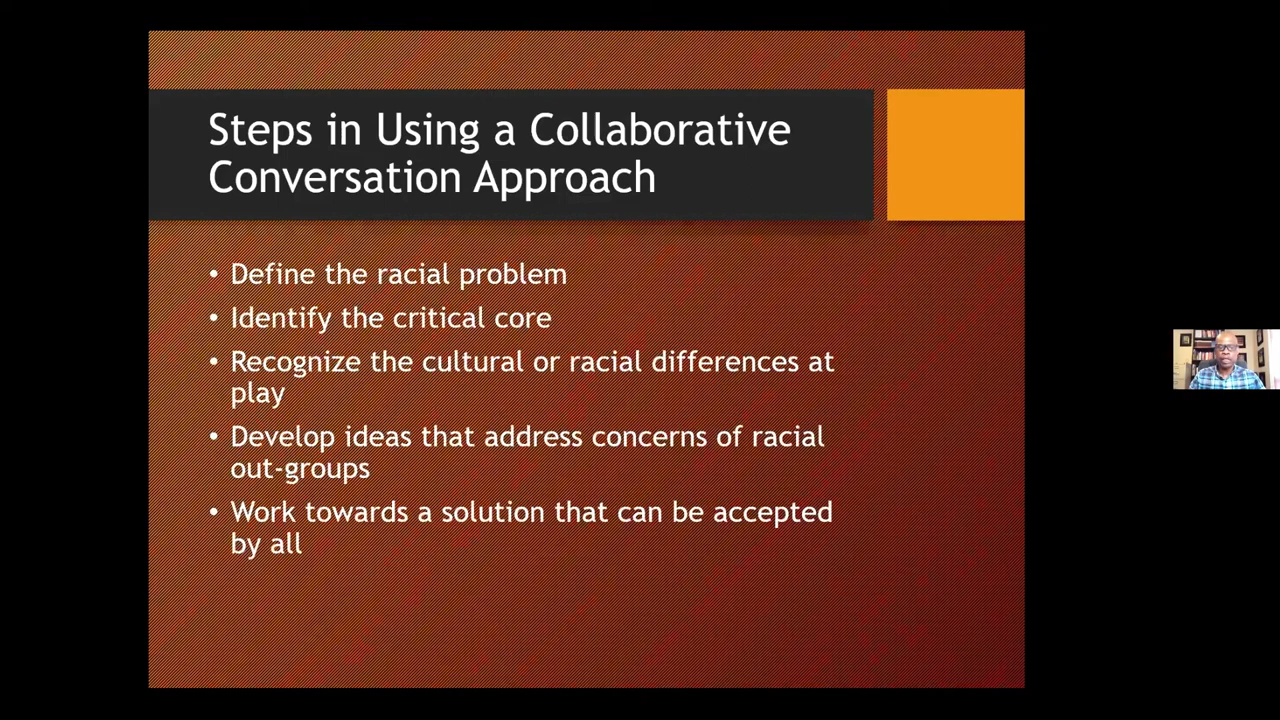 Steps in Using a Collaborative
Conversation Approach
• Define the racial problem
• Identify the critical core
• Recognize the cultural or racial differences at
play
• Develop ideas that address concerns of racial
out-groups
• Work towards a solution that can be accepted
by all